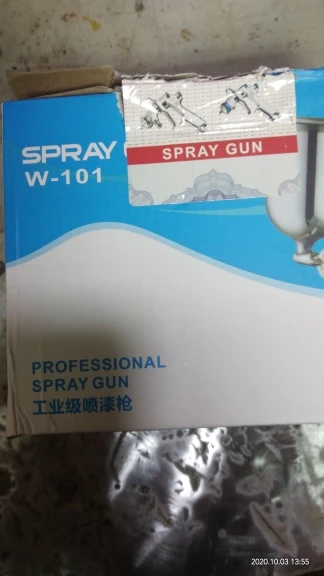 SPRAY
W-101
SPRAY GUN
PROFESSIONAL
SPRAY GUN
工业级喷漆枪
2020.10.03 13:55